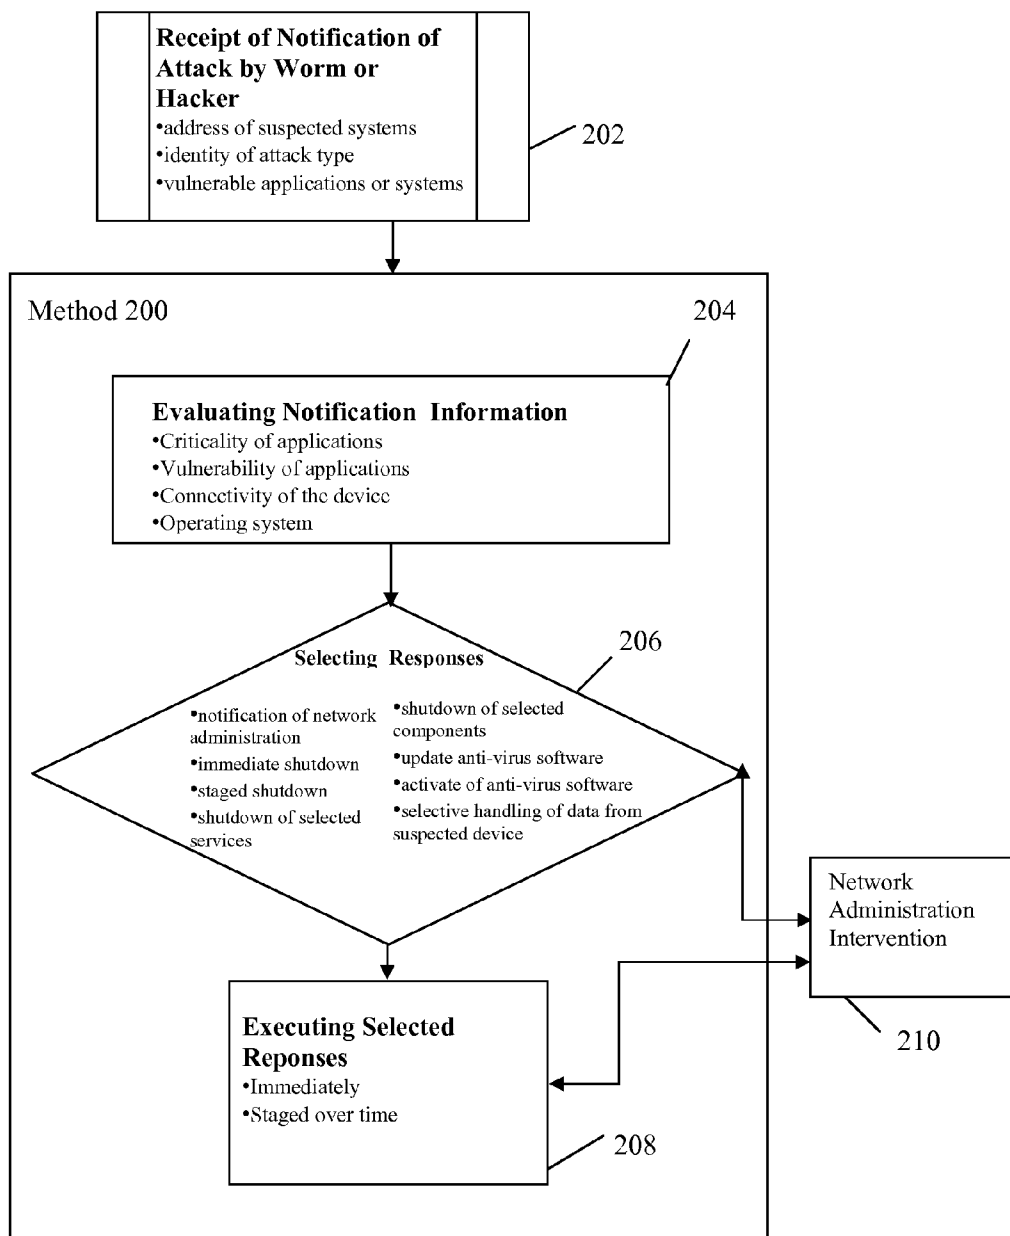 Receipt of Notification of
Attack by Worm or
Hacker
•address of suspected systems
•identity of attack type
•vulnerable applications or systems
202
Method 200
204
Evaluating Notification Information
•Criticality of applications
•Vulnerability of applications
•Connectivity of the device
•Operating system
206
Selecting Responses
•notification of network
administration
•immediate shutdown
•staged shutdown
•shutdown of selected
services
•shutdown of selected
components
•update anti-virus software
•activate of anti-virus software
•selective handling of data from
suspected device
Network
Administration
Intervention
210
Executing Selected
Reponses
•Immediately
•Staged over time
208